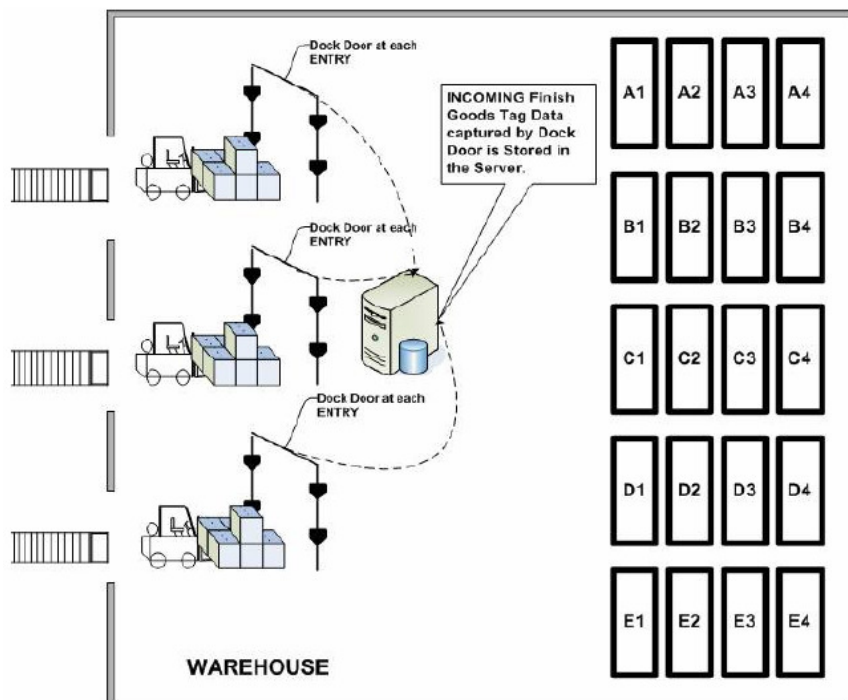 Dock Door at each
ENTRY
INCOMING Finish
Goods Tag Data
captured by Dock
Door is Stored in
the Server.
A1 A2 A3 A4
Dock Door at each
ENTRY
B1 B2 B3 B4
C1 C2 C3 C4
Dock Door at each
ENTRY
D1 D2 D3 D4
E1 E2 E3 E4
WAREHOUSE